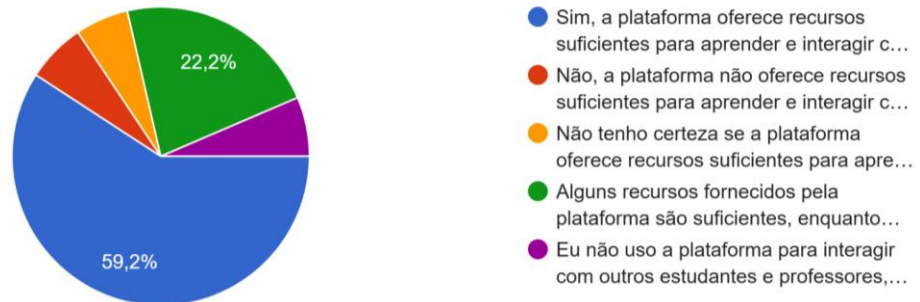 22,2%
59,2%
Sim, a plataforma oferece recursos
suficientes para aprender e interagir c…
Não, a plataforma não oferece recursos
suficientes para aprender e interagir c…
Não tenho certeza se a plataforma
oferece recursos suficientes para apre…
Alguns recursos fornecidos pela
plataforma são suficientes, enquanto…
Eu não uso a plataforma para interagir
com outros estudantes e professores,…